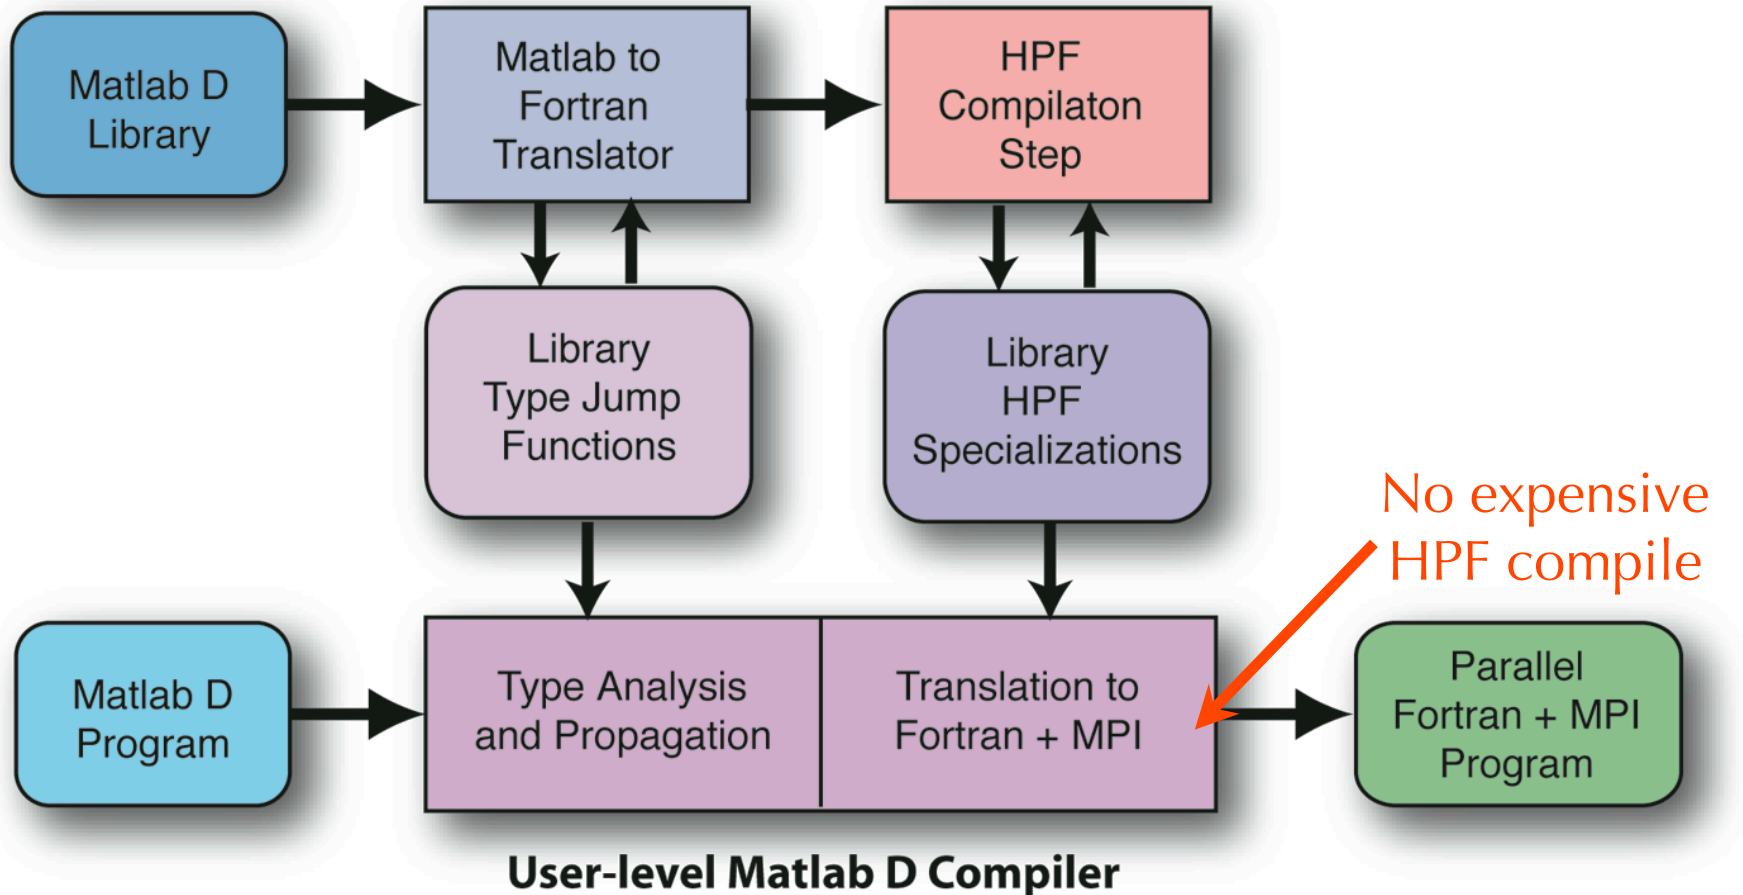 Matlab D
Library
Matlab to
Fortran
Translator
HPF
Compilaton
Step
Library
Type Jump
Functions
Library
HPF
Specializations
No expensive
HPF compile
Matlab D
Program
Type Analysis
and Propagation
Translation to
Fortran + MPI
Parallel
Fortran + MPI
Program
User-level Matlab D Compiler